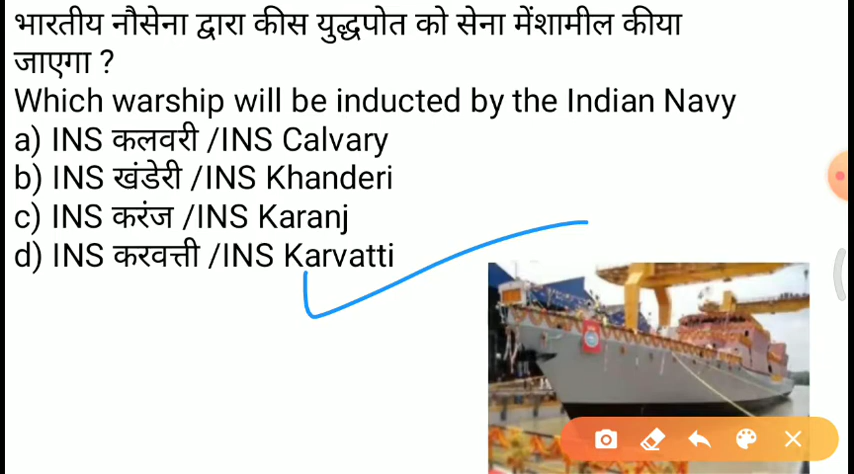 भारतीय नौसेना द्वारा कीस युद्धपोत को सेना मेंशामील कीया
जाएगा ?
Which warship will be inducted by the Indian Navy
a) INS कलवरी /INS Calvary
b) INS खंडेरी /INS Khanderi
c) INS करंज /INS Karanj
d) INS करवत्ती /INS Karvatti